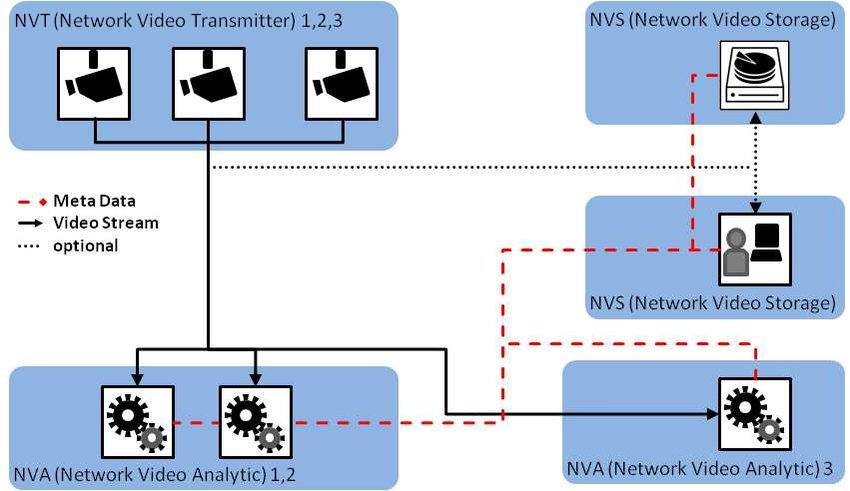 NVT (Network Video Transmitter) 1,2,3
NVS (Network Video Storage)
Meta Data
Video Stream
optional
NVS (Network Video Storage)
NVA (Network Video Analytic) 1,2
NVA (Network Video Analytic) 3